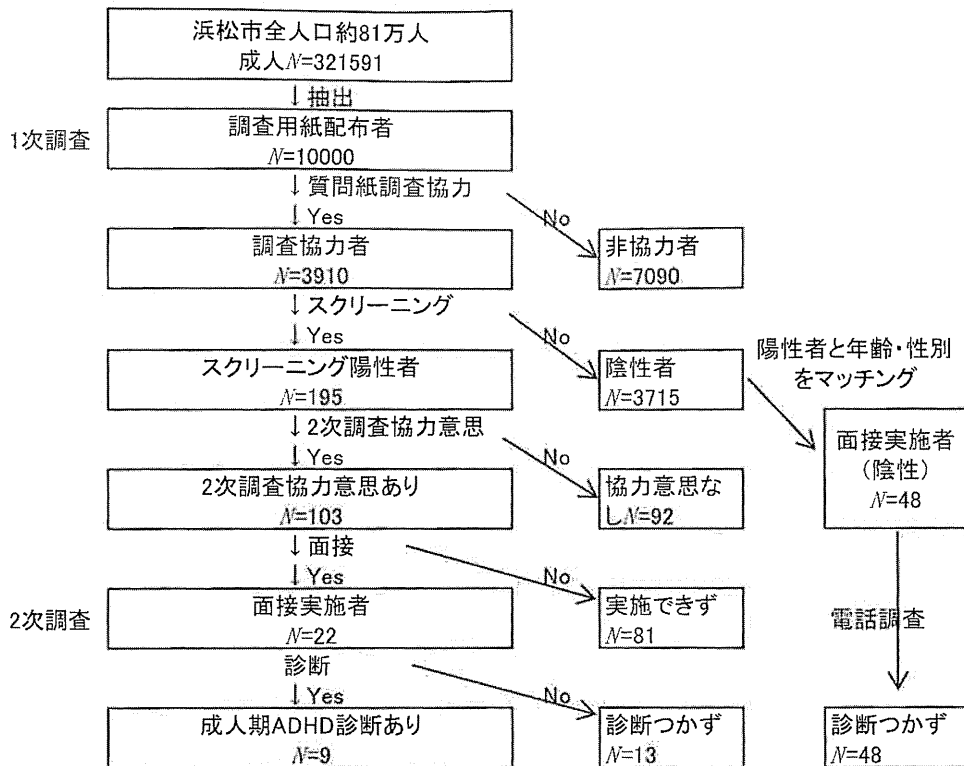 浜松市全人口約81万人
成人N=321591
↓抽出
1次調査
調査用紙配布者
N=10000
↓質問紙調査協力
↓Yes
No
調査協力者
N=3910
非協力者
N=7090
↓スクリーニング
↓Yes
No
スクリーニング陽性者
N=195
陰性者
N=3715
陽性者と年齢・性別
をマッチング
↓2次調査協力意思
↓Yes
No
2次調査協力意思あり
N=103
協力意思な
しN=92
面接実施者
(陰性)
N=48
↓面接
↓Yes
No
2次調査
面接実施者
N=22
実施できず
N=81
電話調査
診断
↓Yes
No
成人期ADHD診断あり
N=9
診断つかず
N=13
診断つかず
N=48